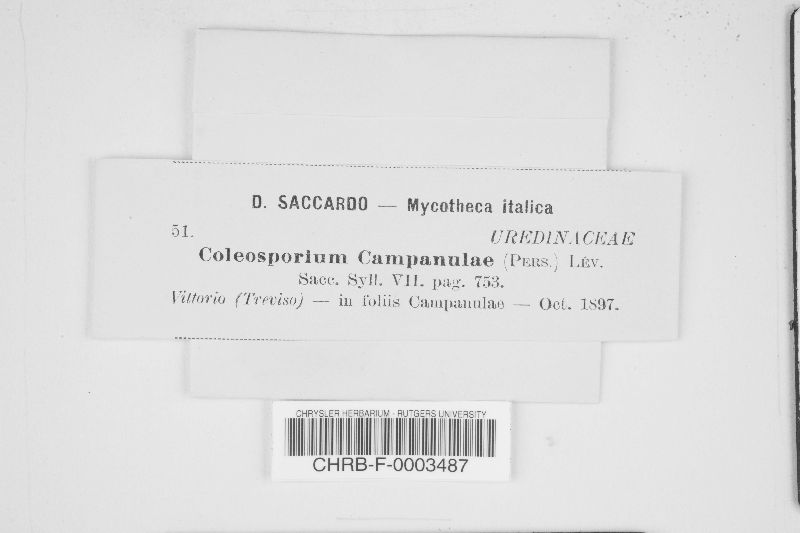 D. SACCARDO — Mycotheca italica
51.
UREDINACEAE
Coleosporium Campanulae (PERS.) LÉV.
Sacc. Syll. VII. pag. 753.
Vittorio (Treviso) — in foliis Campanulae — Oct. 1897.
CHRYSLER HERBARIUM - RUTGERS UNIVERSITY
CHRB-F-0003487